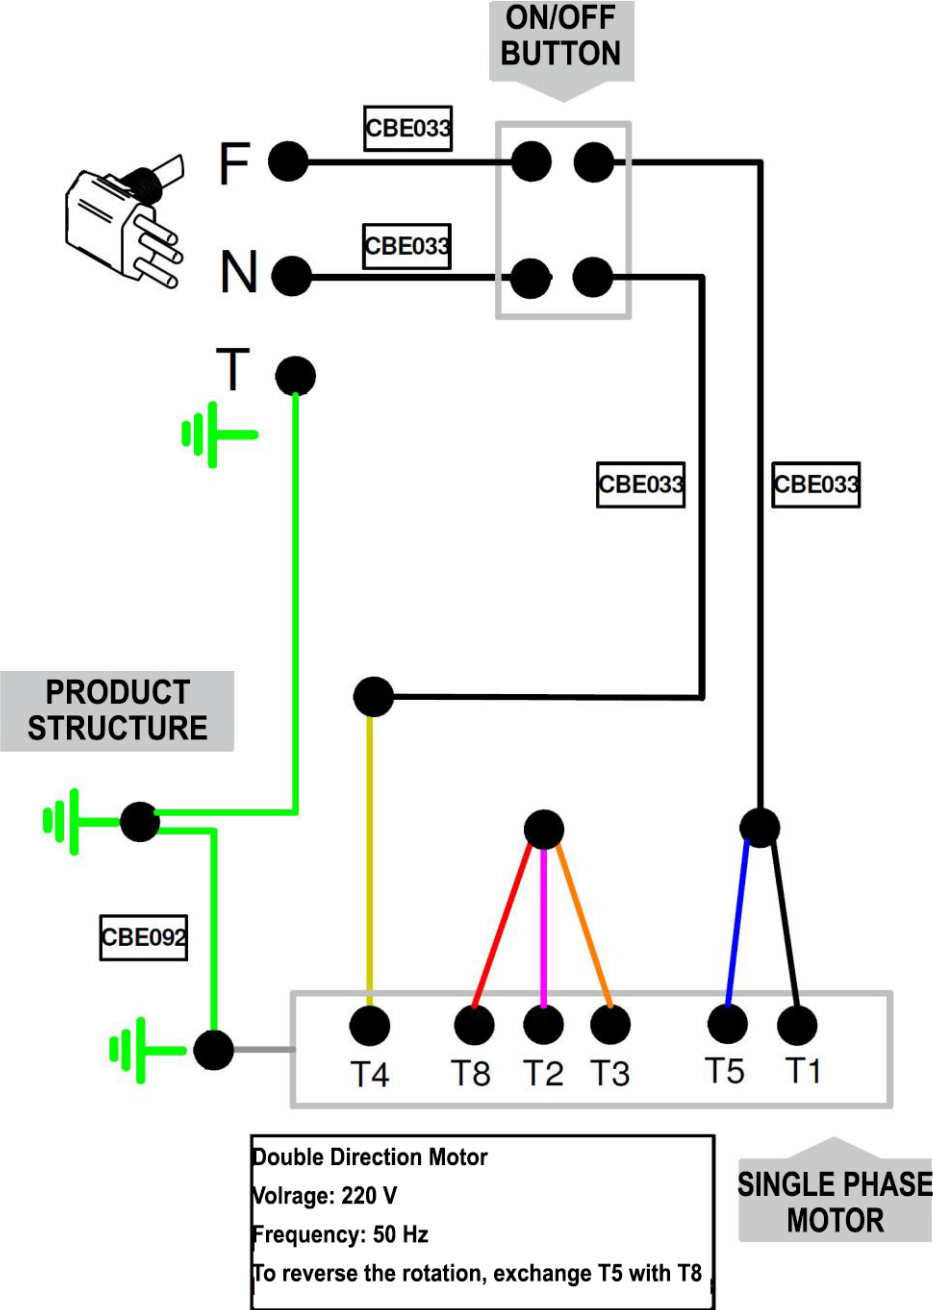 ON/OFF
BUTTON
CBE033
F
CBE033
N
T
CBE033
CBE033
PRODUCT
STRUCTURE
CBE092
T4
T8
T2
T3
T5
T1
Double Direction Motor
Volrage: 220 V
Frequency: 50 Hz
To reverse the rotation, exchange T5 with T8
SINGLE PHASE
MOTOR